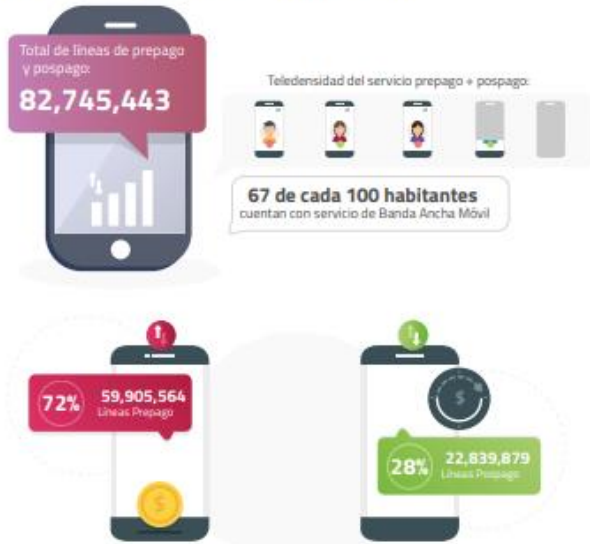 Total de líneas de prepago
y pospago:
82,745,443
Teledensidad del servicio prepago + pospago:
67 de cada 100 habitantes
cuentan con servicio de Banda Ancha Móvil
72%
59,905,564
Líneas Prepago
28%
22,839,879
Líneas Pospago